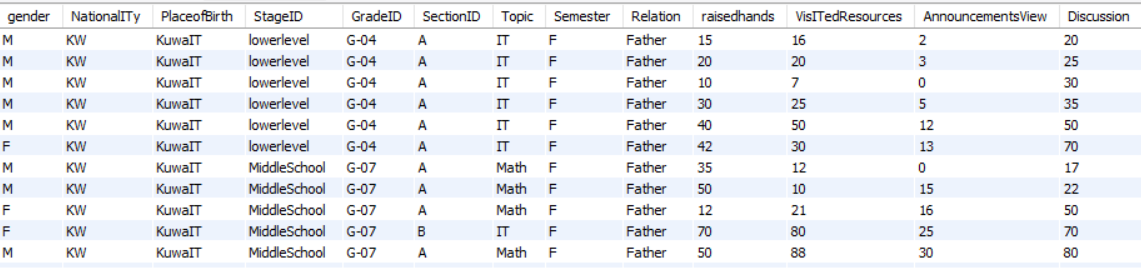 gender NationalITy PlaceofBirth StageID GradeID SectionID Topic Semester Relation raisedhands VisITedResources AnnouncementsView Discussion
M KW KuwaIT lowerlevel G-04 A IT F Father 15 16 2 20
M KW KuwaIT lowerlevel G-04 A IT F Father 20 20 3 25
M KW KuwaIT lowerlevel G-04 A IT F Father 10 7 0 30
M KW KuwaIT lowerlevel G-04 A IT F Father 30 25 5 35
M KW KuwaIT lowerlevel G-04 A IT F Father 40 50 12 50
F KW KuwaIT lowerlevel G-04 A IT F Father 42 30 13 70
M KW KuwaIT MiddleSchool G-07 A Math F Father 35 12 0 17
M KW KuwaIT MiddleSchool G-07 A Math F Father 50 10 15 22
F KW KuwaIT MiddleSchool G-07 A Math F Father 12 21 16 50
F KW KuwaIT MiddleSchool G-07 B IT F Father 70 80 25 70
M KW KuwaIT MiddleSchool G-07 A Math F Father 50 88 30 80